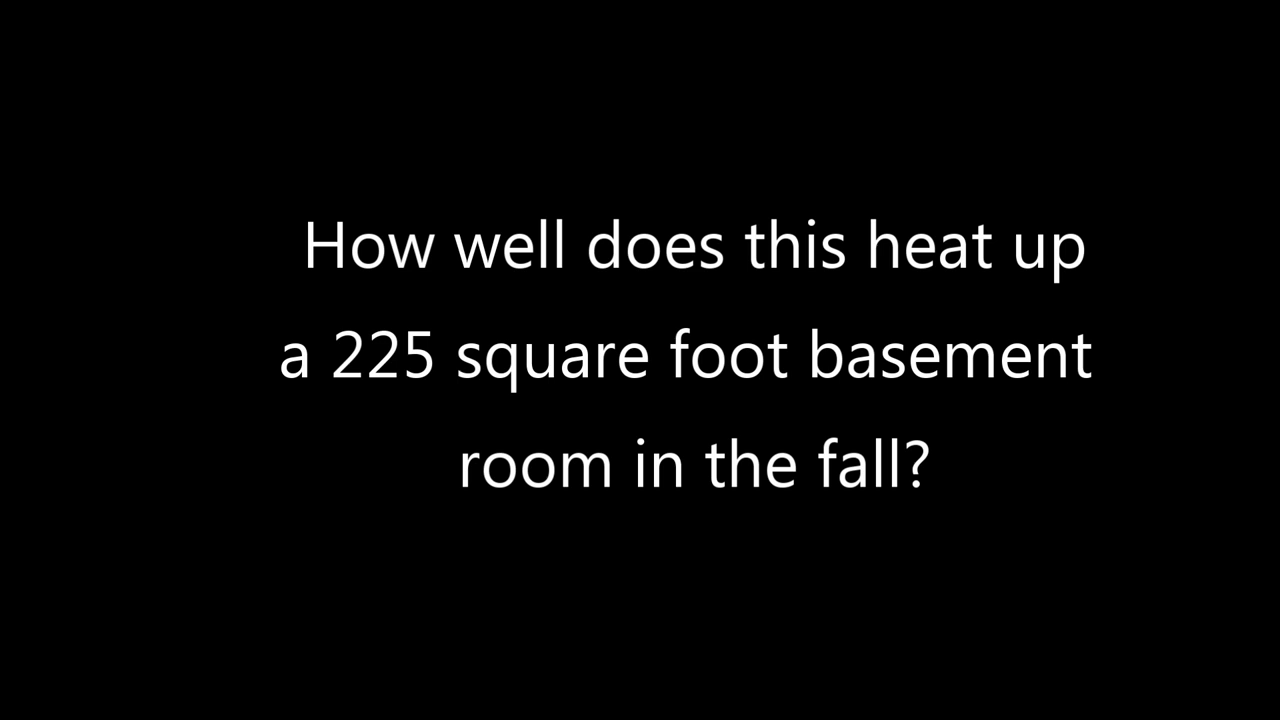 How well does this heat up
a 225 square foot basement
room in the fall?